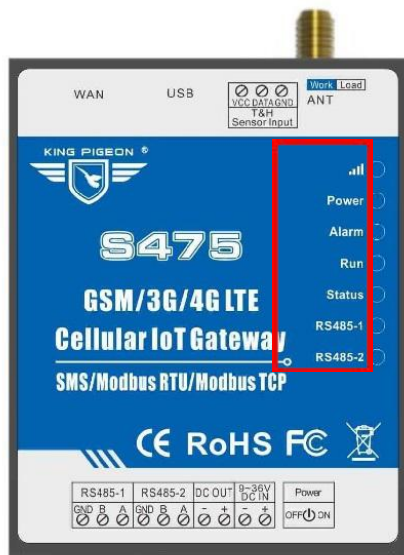 WAN USB VCC DATA GND Work Load
T&H ANT
Sensor Input
KING PIGEON ®
Power
S475 Alarm
Run
GSM/3G/4G LTE Status
Cellular IoT Gateway RS485-1
RS485-2
SMS/Modbus RTU/Modbus TCP
CE RoHS FC
RS485-1 RS485-2 DC OUT 9~36V DC IN Power
GND B A GND B A - + - + OFF ON